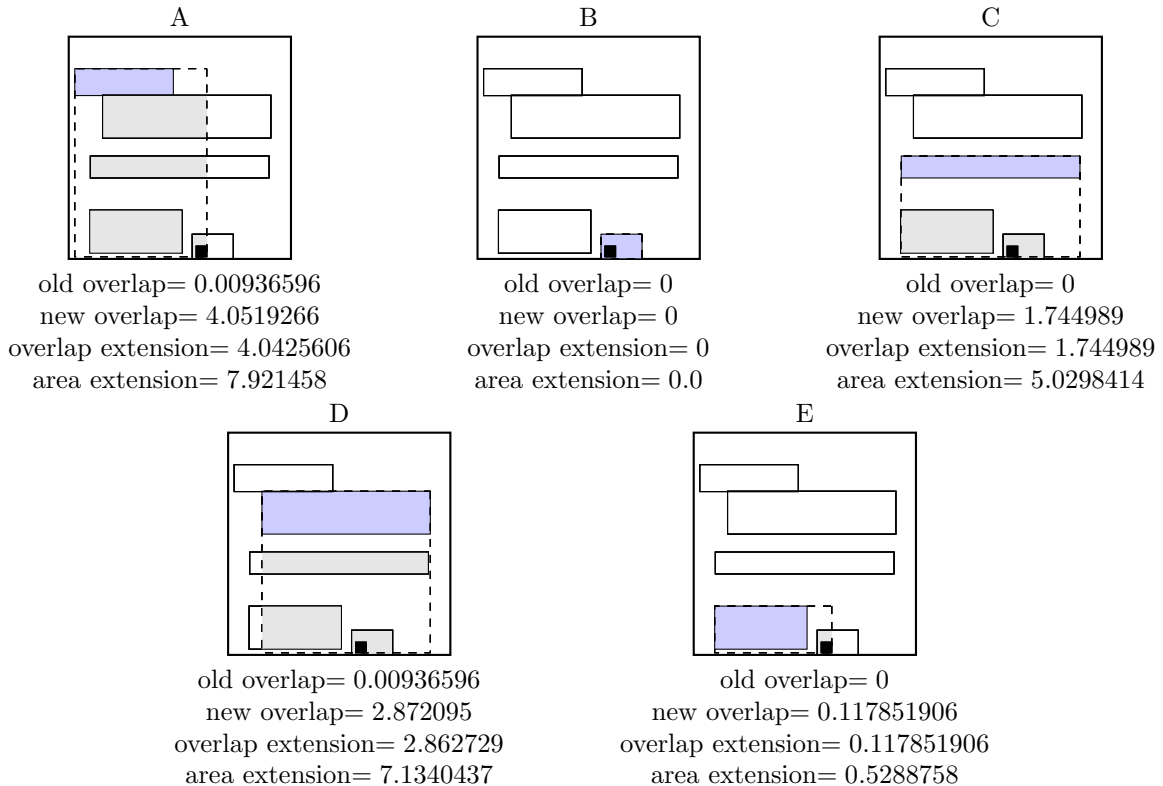 A
old overlap= 0.00936596
new overlap= 4.0519266
overlap extension= 4.0425606
area extension= 7.921458
B
old overlap= 0
new overlap= 0
overlap extension= 0
area extension= 0.0
C
old overlap= 0
new overlap= 1.744989
overlap extension= 1.744989
area extension= 5.0298414
D
old overlap= 0.00936596
new overlap= 2.872095
overlap extension= 2.862729
area extension= 7.1340437
E
old overlap= 0
new overlap= 0.117851906
overlap extension= 0.117851906
area extension= 0.5288758